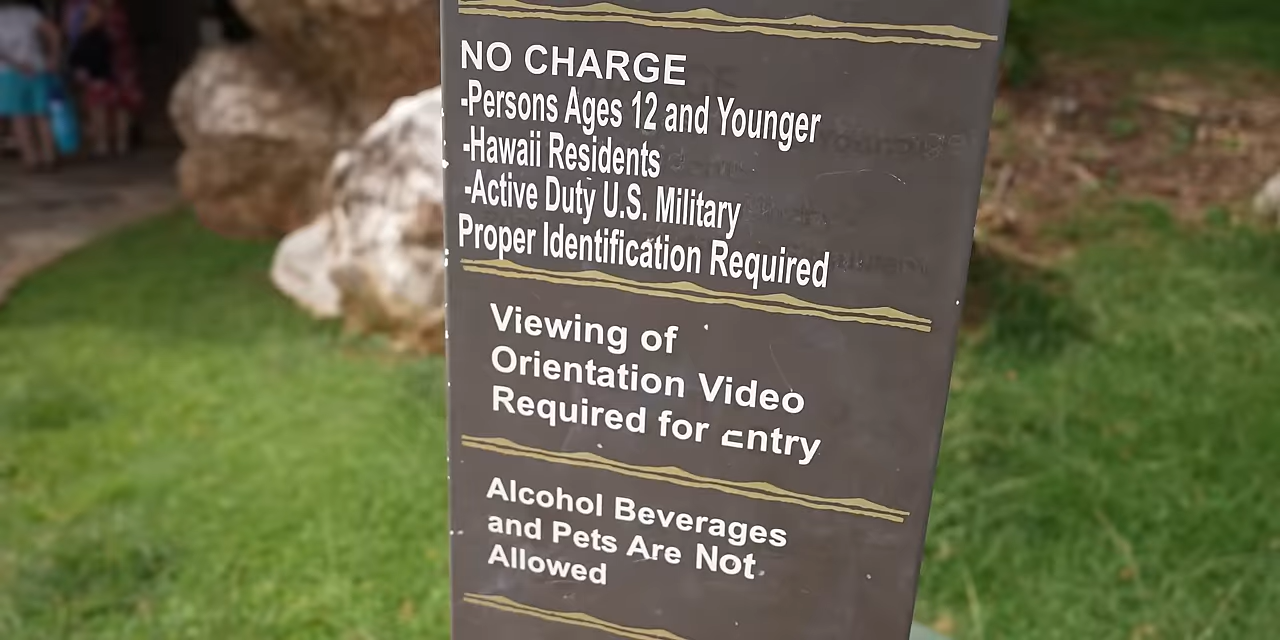 NO CHARGE
-Persons Ages 12 and Younger
-Hawaii Residents
-Active Duty U.S. Military
Proper Identification Required
Viewing of
Orientation Video
Required for Entry
Alcohol Beverages
and Pets Are Not
Allowed